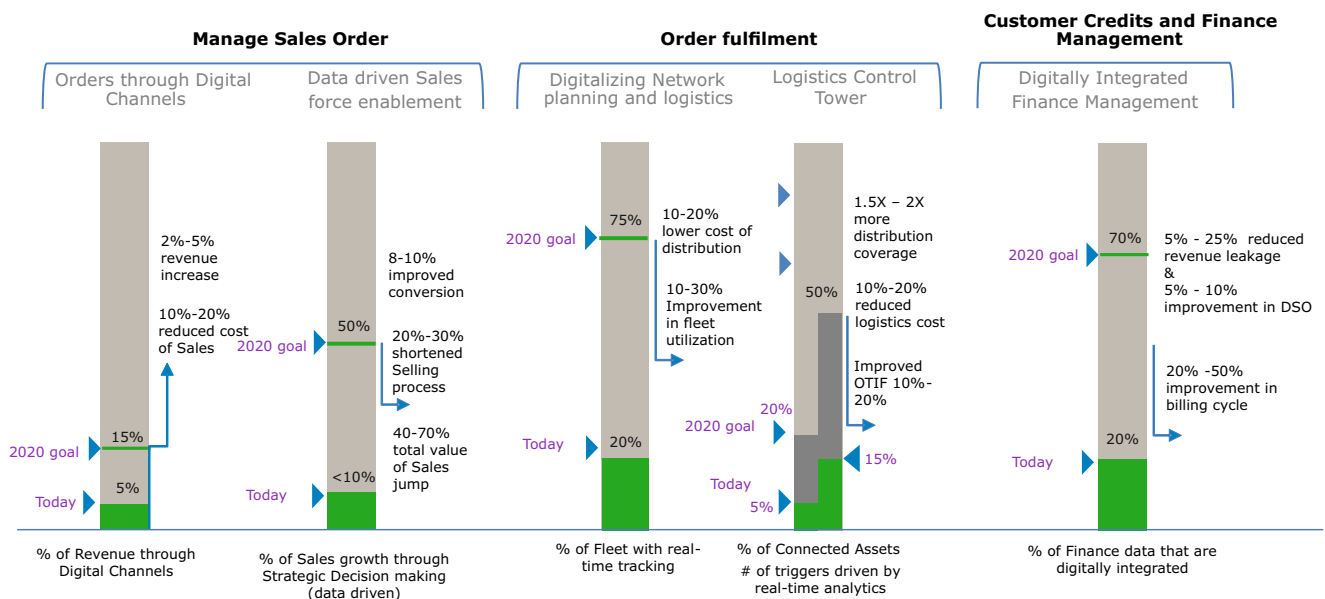 Manage Sales Order
Orders through Digital
Channels
Data driven Sales
force enablement
2%-5%
revenue
increase
10%-20%
reduced cost
of Sales
2020 goal
15%
Today
5%
% of Revenue through
Digital Channels
8-10%
improved
conversion
20%-30%
shortened
Selling
process
40-70%
total value
of Sales
jump
2020 goal
50%
Today
<10%
% of Sales growth through
Strategic Decision making
(data driven)
Order fulfilment
Digitalizing Network
planning and logistics
Logistics Control
Tower
2020 goal
75%
10-20%
lower cost of
distribution
10-30%
Improvement
in fleet
utilization
Today
20%
% of Fleet with real-
time tracking
1.5X – 2X
more
distribution
coverage
50%
10%-20%
reduced
logistics cost
Improved
OTIF 10%-
20%
20%
2020 goal
15%
Today
5%
% of Connected Assets
# of triggers driven by
real-time analytics
Customer Credits and Finance
Management
Digitally Integrated
Finance Management
2020 goal
70%
5% - 25% reduced
revenue leakage
&
5% - 10%
improvement in DSO
20% -50%
improvement in
billing cycle
Today
20%
% of Finance data that are
digitally integrated